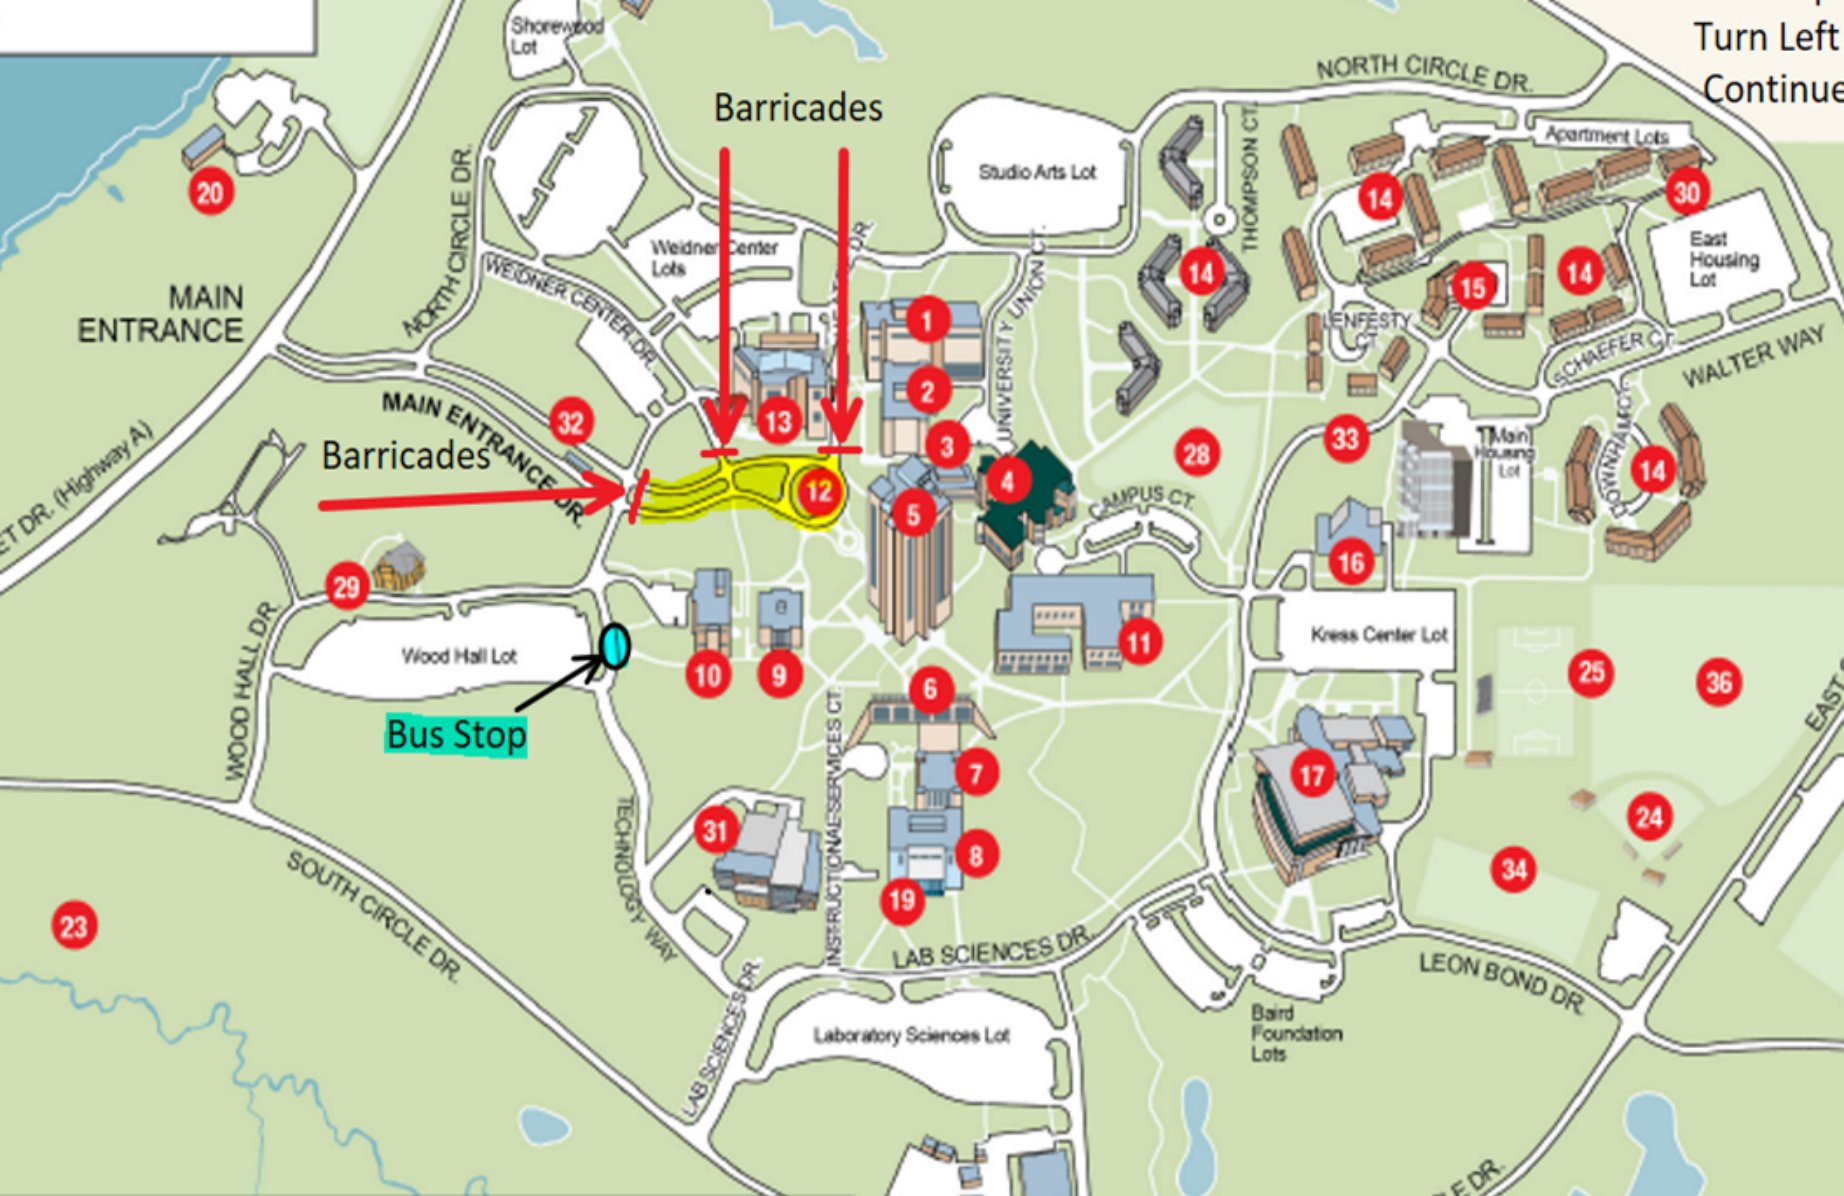 Shorewood
Lot
Turn Left
Continue
NORTH CIRCLE DR.
Barricades
Apartment Lots
Studio Arts Lot
THOMPSON CT.
20
14
30
NORTH CIRCLE DR.
Weidner Center
Lots
East
Housing
Lot
UNION CT.
14
14
15
WEIDNER CENTER DR.
MAIN
ENTRANCE
1
LENFESTY
CT.
SCHAEFER CT.
WALTER WAY
UNIVERSITY
2
MAIN ENTRANCE DR.
32
13
3
28
33
Main
Housing
Lot
DOWNHAM CT.
14
Barricades
ET DR. (Highway A)
12
4
5
CAMPUS CT.
16
29
Wood Hall Lot
10
9
11
Kress Center Lot
25
36
WOOD HALL DR.
Bus Stop
6
INSTRUCTIONAL SERVICES CT.
EAST
7
17
TECHNOLOGY WAY
31
8
24
34
19
SOUTH CIRCLE DR.
23
LAB SCIENCES DR.
LEON BOND DR.
LAB SCIENCES DR.
Laboratory Sciences Lot
Baird
Foundation
Lots
LE DR.